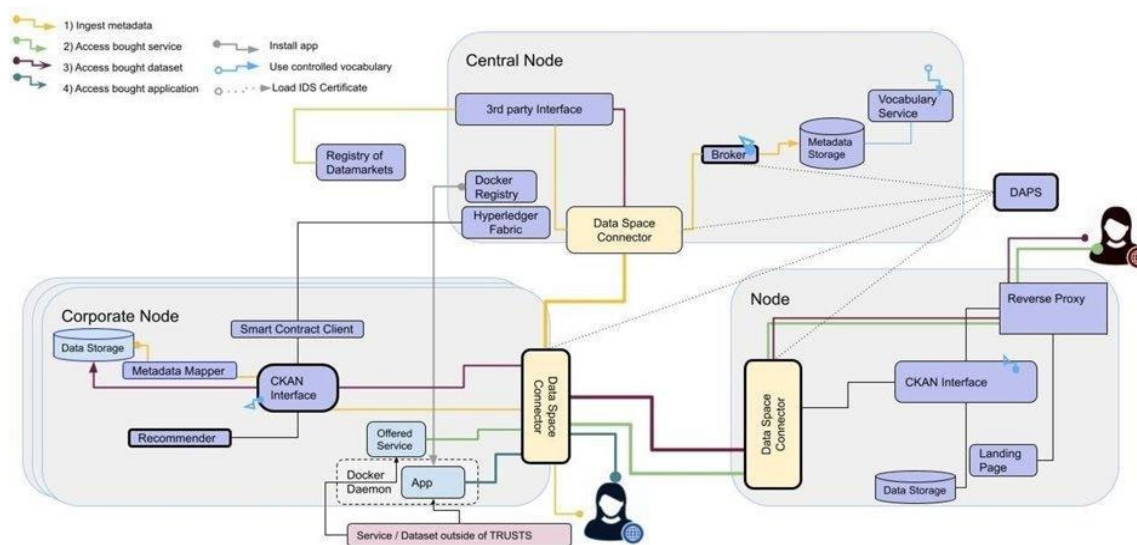 1) Ingest metadata
2) Access bought service
3) Access bought dataset
4) Access bought application
Install app
Use controlled vocabulary
Load IDS Certificate
Central Node
3rd party Interface
Vocabulary
Service
Broker
Metadata
Storage
Registry of
Datamarkets
Docker
Registry
Hyperledger
Fabric
Data Space
Connector
DAPS
Corporate Node
Smart Contract Client
Data Storage
Metadata Mapper
CKAN
Interface
Recommender
Offered
Service
Docker
Daemon
App
Service / Dataset outside of TRUSTS
Data Space
Connector
Node
Reverse Proxy
CKAN Interface
Data Space
Connector
Landing
Page
Data Storage